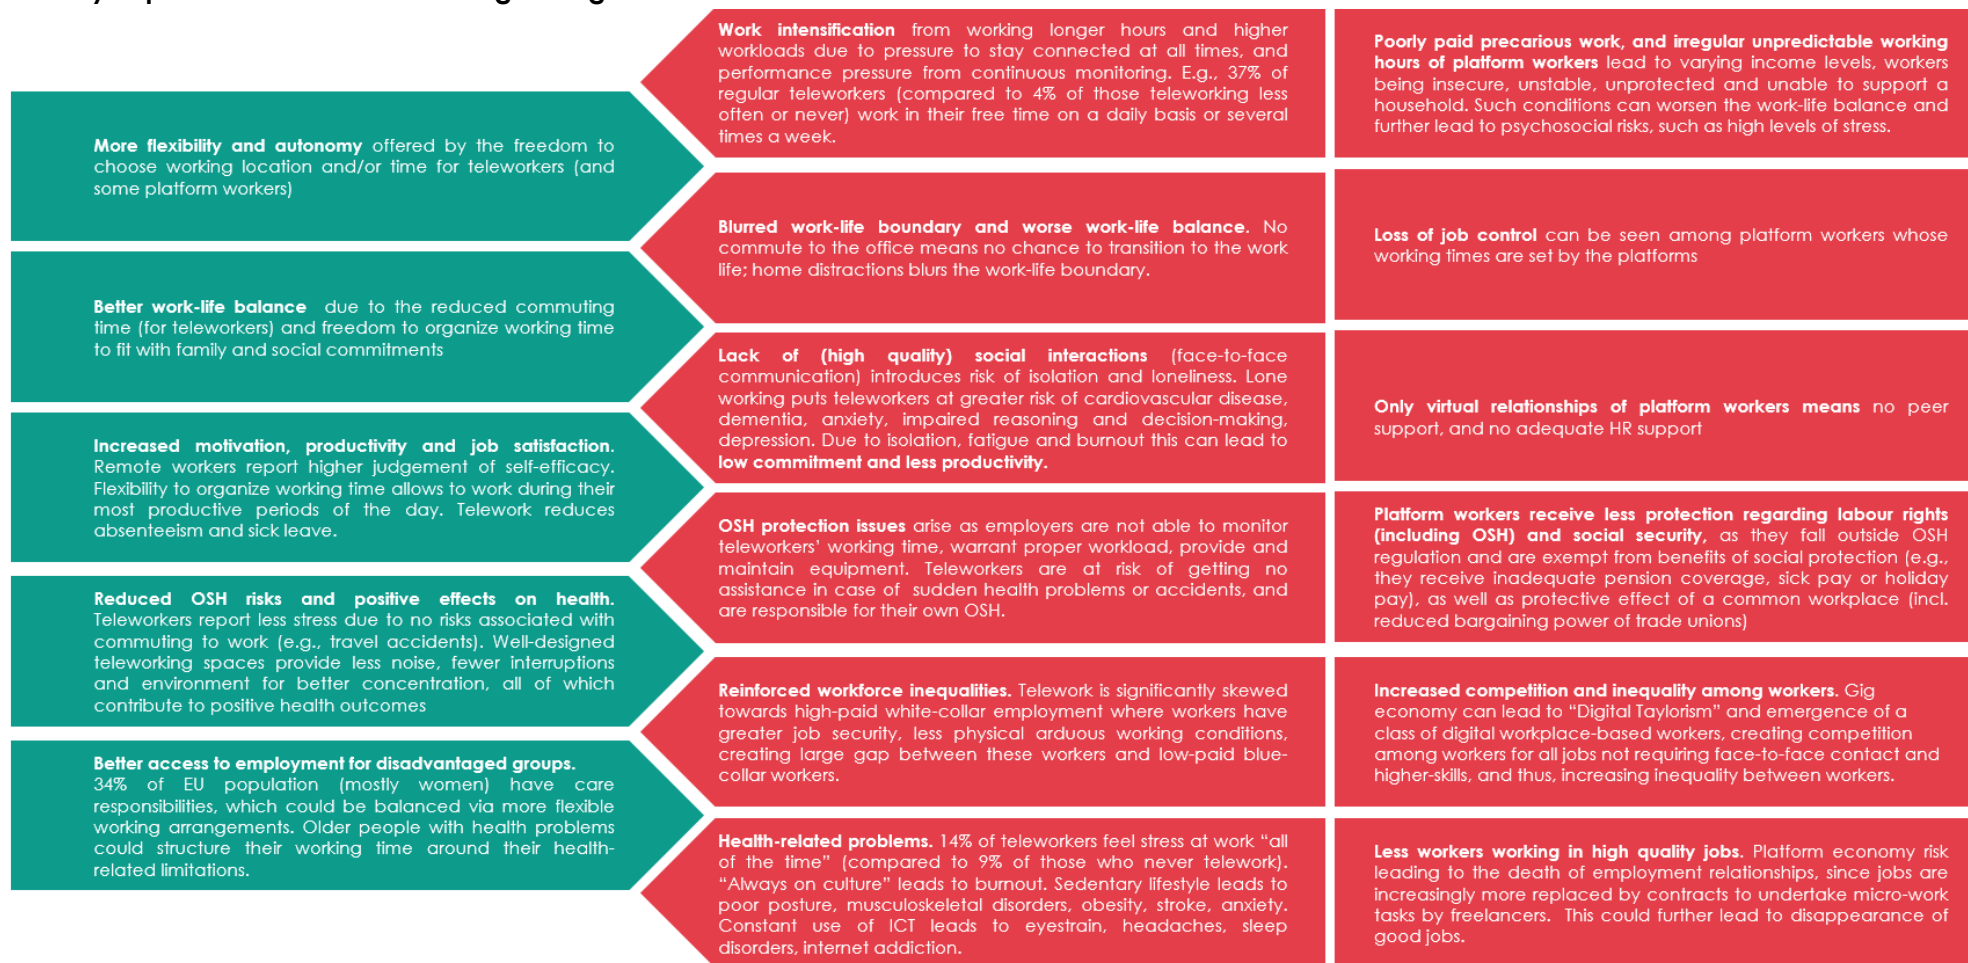 More flexibility and autonomy offered by the freedom to
choose working location and/or time for teleworkers (and
some platform workers)
Better work-life balance due to the reduced commuting
time (for teleworkers) and freedom to organize working time
to fit with family and social commitments
Increased motivation, productivity and job satisfaction.
Remote workers report higher judgement of self-efficacy.
Flexibility to organize working time allows to work during their
most productive periods of the day. Telework reduces
absenteeism and sick leave.
Reduced OSH risks and positive effects on health.
Teleworkers report less stress due to no risks associated with
commuting to work (e.g., travel accidents). Well-designed
teleworking spaces provide less noise, fewer interruptions
and environment for better concentration, all of which
contribute to positive health outcomes
Better access to employment for disadvantaged groups.
34% of EU population (mostly women) have care
responsibilities, which could be balanced via more flexible
working arrangements. Older people with health problems
could structure their working time around their health-
related limitations.
Work intensification from working longer hours and higher
workloads due to pressure to stay connected at all times, and
performance pressure from continuous monitoring. E.g., 37% of
regular teleworkers (compared to 4% of those teleworking less
often or never) work in their free time on a daily basis or several
times a week.
Blurred work-life boundary and worse work-life balance. No
commute to the office means no chance to transition to the work
life; home distractions blurs the work-life boundary.
Lack of (high quality) social interactions (face-to-face
communication) introduces risk of isolation and loneliness. Lone
working puts teleworkers at greater risk of cardiovascular disease,
dementia, anxiety, impaired reasoning and decision-making,
depression. Due to isolation, fatigue and burnout this can lead to
low commitment and less productivity.
OSH protection issues arise as employers are not able to monitor
teleworkers' working time, warrant proper workload, provide and
maintain equipment. Teleworkers are at risk of getting no
assistance in case of sudden health problems or accidents, and
are responsible for their own OSH.
Reinforced workforce inequalities. Telework is significantly skewed
towards high-paid white-collar employment where workers have
greater job security, less physical arduous working conditions,
creating large gap between these workers and low-paid blue-
collar workers.
Health-related problems. 14% of teleworkers feel stress at work "all
of the time" (compared to 9% of those who never telework).
"Always on culture" leads to burnout. Sedentary lifestyle leads to
poor posture, musculoskeletal disorders, obesity, stroke, anxiety.
Constant use of ICT leads to eyestrain, headaches, sleep
disorders, internet addiction.
Poorly paid precarious work, and irregular unpredictable working
hours of platform workers lead to varying income levels, workers
being insecure, unstable, unprotected and unable to support a
household. Such conditions can worsen the work-life balance and
further lead to psychosocial risks, such as high levels of stress.
Loss of job control can be seen among platform workers whose
working times are set by the platforms
Only virtual relationships of platform workers means no peer
support, and no adequate HR support
Platform workers receive less protection regarding labour rights
(including OSH) and social security, as they fall outside OSH
regulation and are exempt from benefits of social protection (e.g.,
they receive inadequate pension coverage, sick pay or holiday
pay), as well as protective effect of a common workplace (incl.
reduced bargaining power of trade unions)
Increased competition and inequality among workers. Gig
economy can lead to "Digital Taylorism" and emergence of a
class of digital workplace-based workers, creating competition
among workers for all jobs not requiring face-to-face contact and
higher-skills, and thus, increasing inequality between workers.
Less workers working in high quality jobs. Platform economy risk
leading to the death of employment relationships, since jobs are
increasingly more replaced by contracts to undertake micro-work
tasks by freelancers. This could further lead to disappearance of
good jobs.